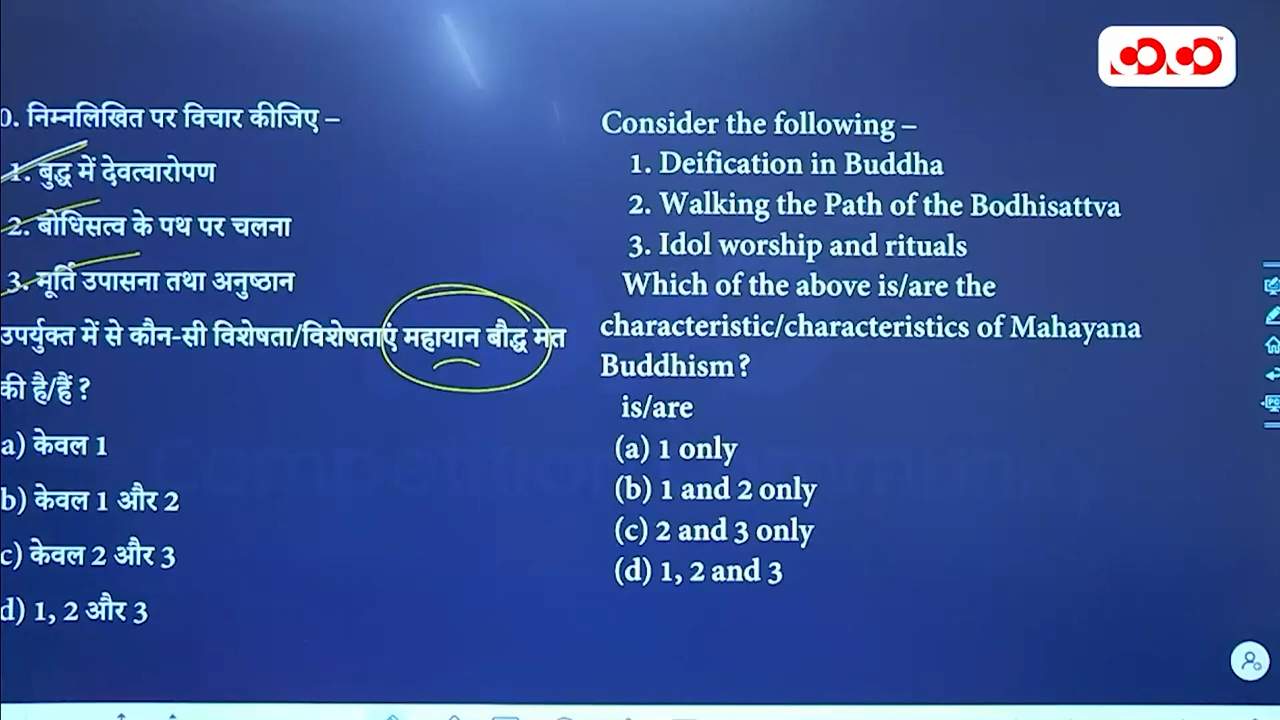 0. निम्नलिखित पर विचार कीजिए –
1. बुद्ध में देवत्वारोपण
2. बोधिसत्व के पथ पर चलना
3. मूर्ति उपासना तथा अनुष्ठान
उपर्युक्त में से कौन-सी विशेषता/विशेषताएं महायान बौद्ध मत
की है/हैं ?
a) केवल 1
b) केवल 1 और 2
c) केवल 2 और 3
d) 1, 2 और 3
Consider the following –
1. Deification in Buddha
2. Walking the Path of the Bodhisattva
3. Idol worship and rituals
Which of the above is/are the
characteristic/characteristics of Mahayana
Buddhism?
is/are
(a) 1 only
(b) 1 and 2 only
(c) 2 and 3 only
(d) 1, 2 and 3